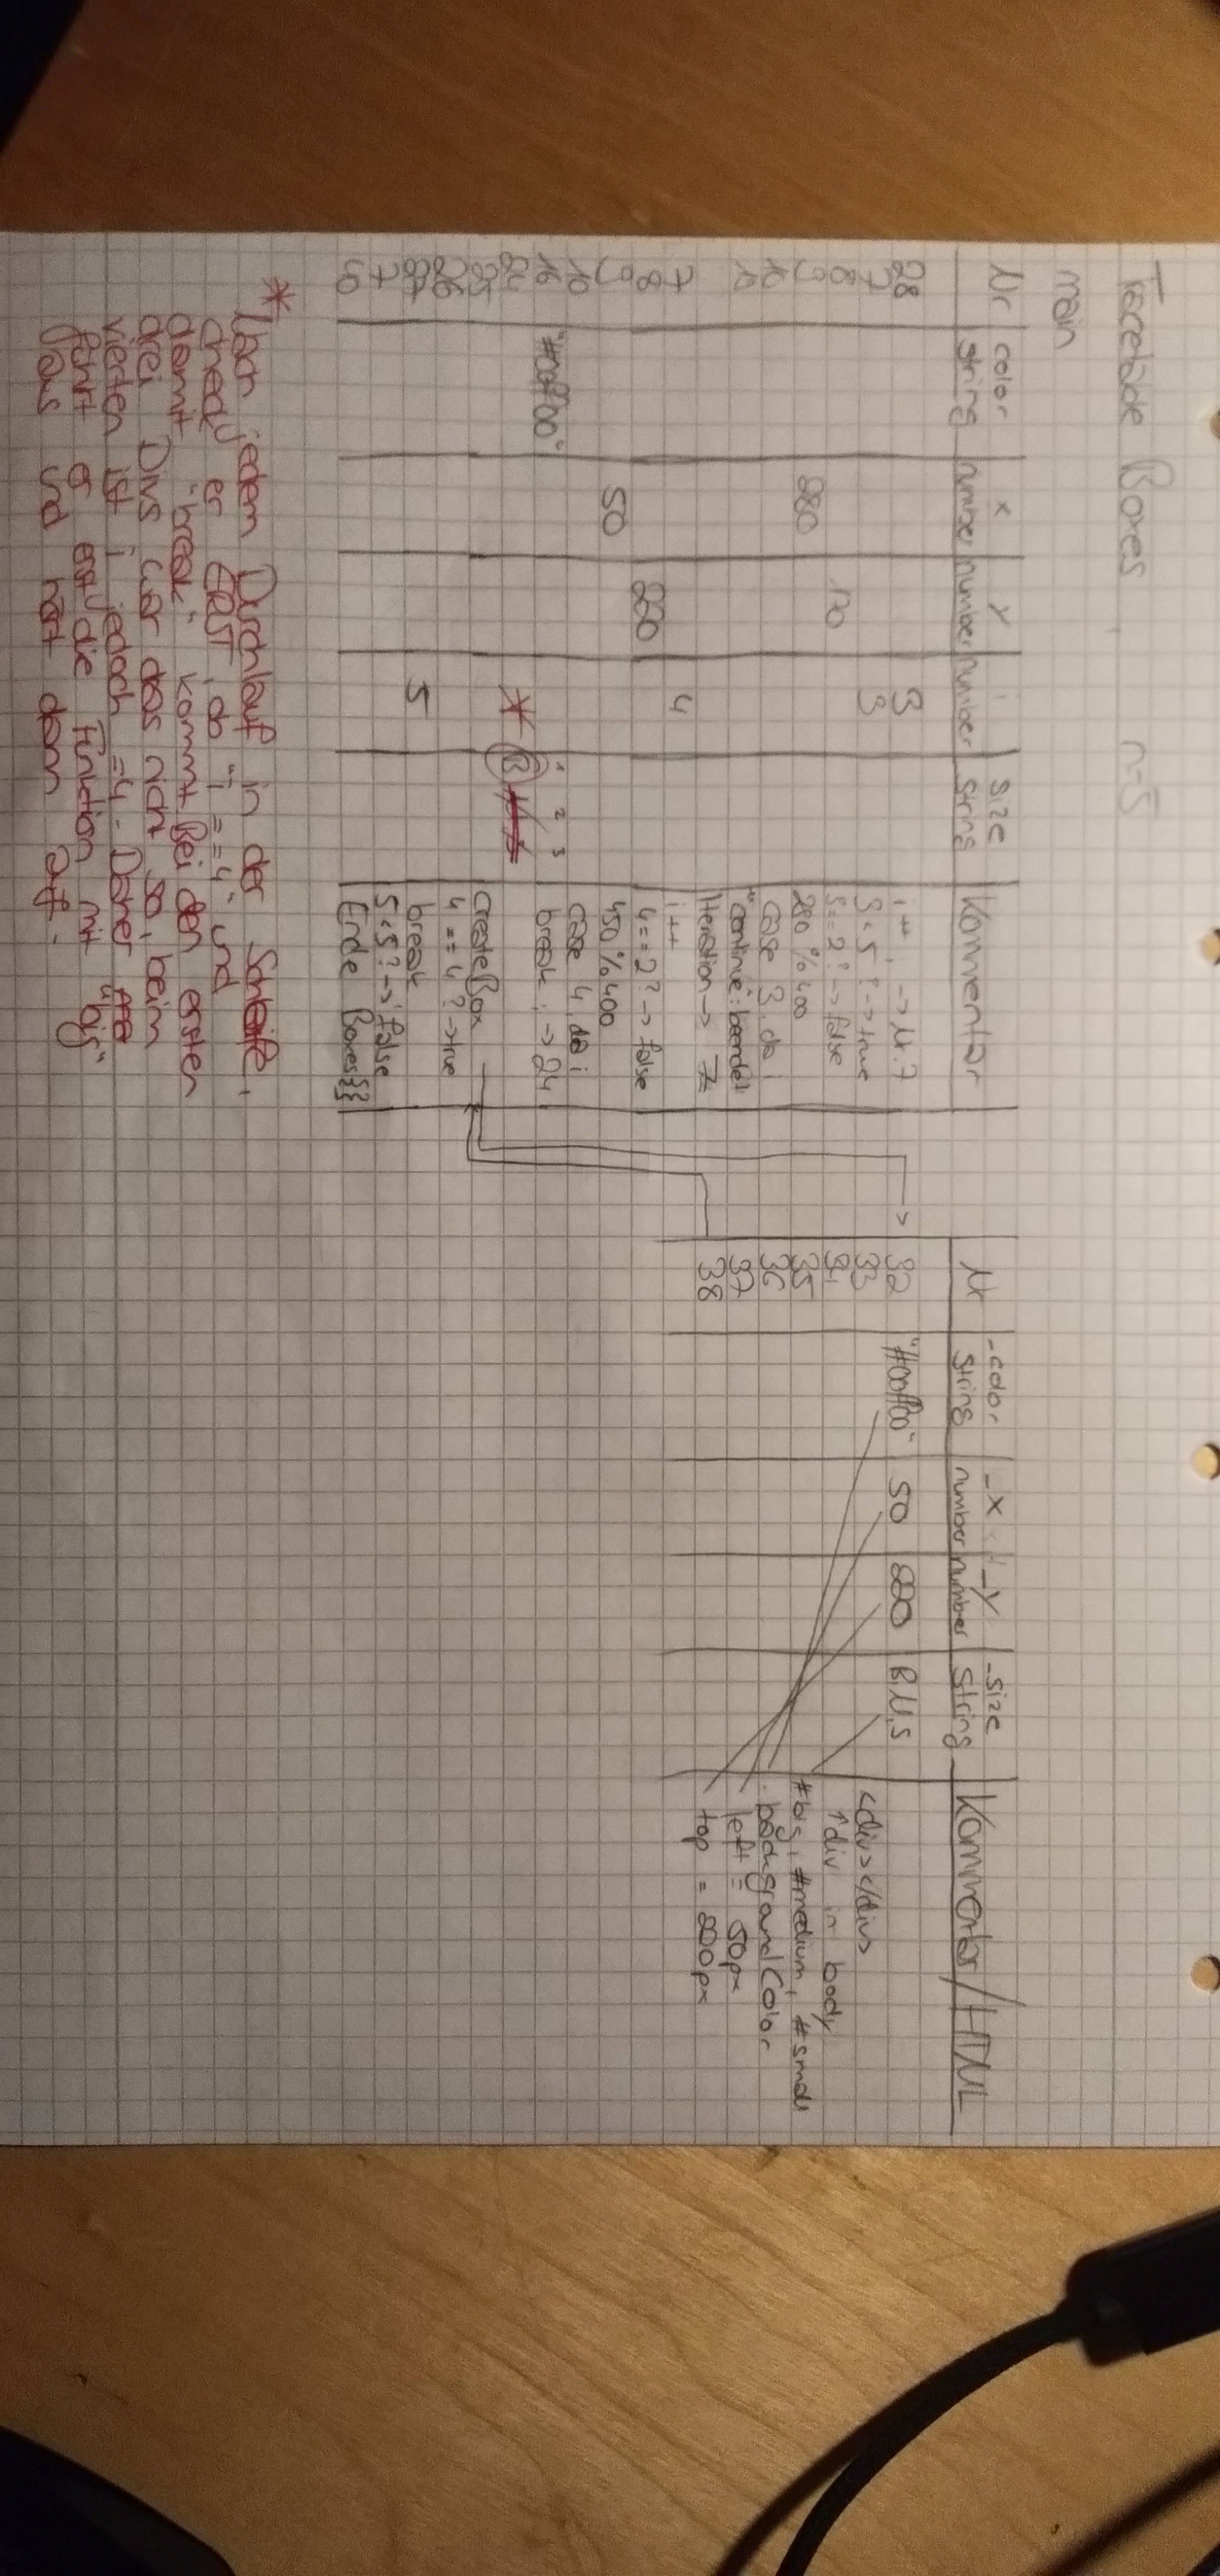 Tracetable Boxes, n=5
main
Nr color string x number y number i number size string Kommentar
28 3 i++; -> Nr. 7
7 3 3<5? -> true
8 170 3==2? -> false
9 280 280%400
10 case 3, da i
12 "continue": beendet
Iteration -> 7
7 4 i++
8 220 4==2? -> false
9 50 450%400
10 case 4, da i
16 "#00ff00" break; -> 24
1 2 3
24 * B M S
25 createBox
26 4==4? -> true
27 5 break
7 5<5? -> false
40 Ende Boxes{}
Nr _color string _x number _y number _size string Kommentar/HTML
32 "#00ff00" 50 220 B,M,S
33 <div></div>
34 ↑div in body
35 #big, #medium, #small
36 backgroundColor
37 left = 50px
38 top = 220px
* Nach jedem Durchlauf in der Schleife,
check er ERST, ob "i==4" und
damit "break" kommt. Bei den ersten
drei Divs war das nicht so, beim
vierten ist i jedoch =4. Daher
führt er erst die Funktion mit "big"
aus und hört dann auf.